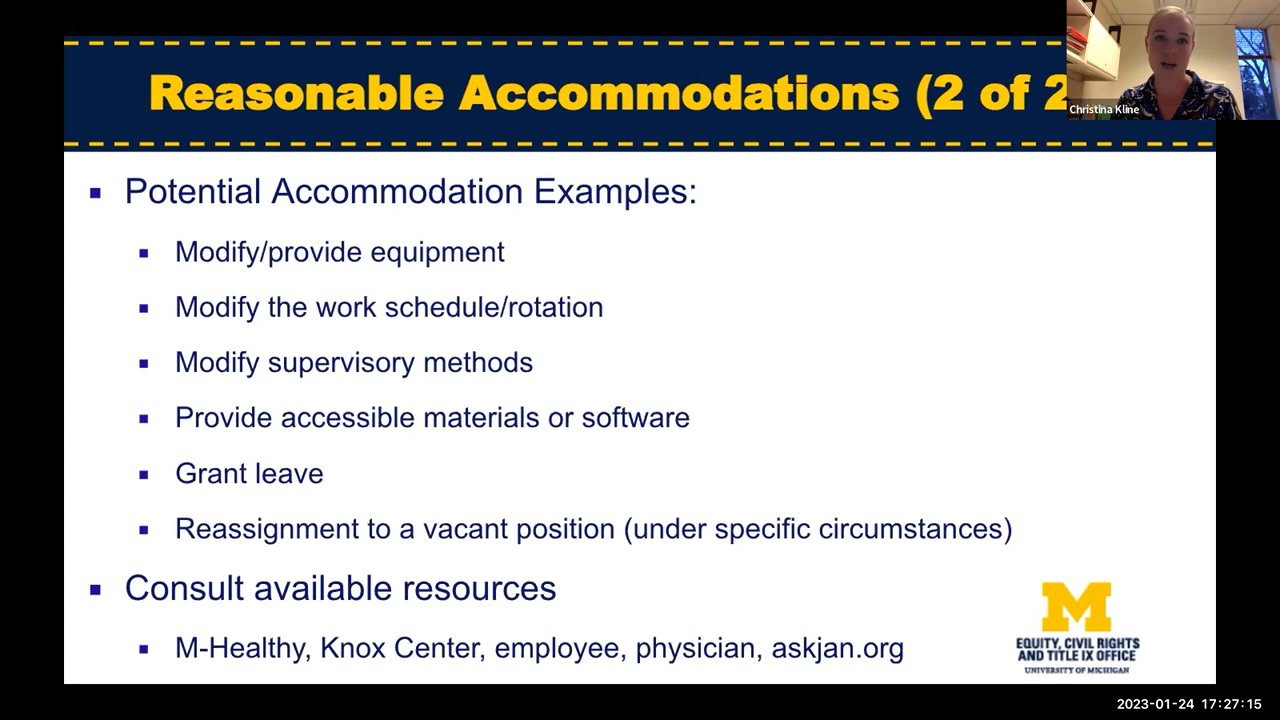 Reasonable Accommodations (2 of 2
Christina Kline
Potential Accommodation Examples:
Modify/provide equipment
Modify the work schedule/rotation
Modify supervisory methods
Provide accessible materials or software
Grant leave
Reassignment to a vacant position (under specific circumstances)
Consult available resources
M-Healthy, Knox Center, employee, physician, askjan.org
M
EQUITY, CIVIL RIGHTS
AND TITLE IX OFFICE
UNIVERSITY OF MICHIGAN
2023-01-24 17:27:15